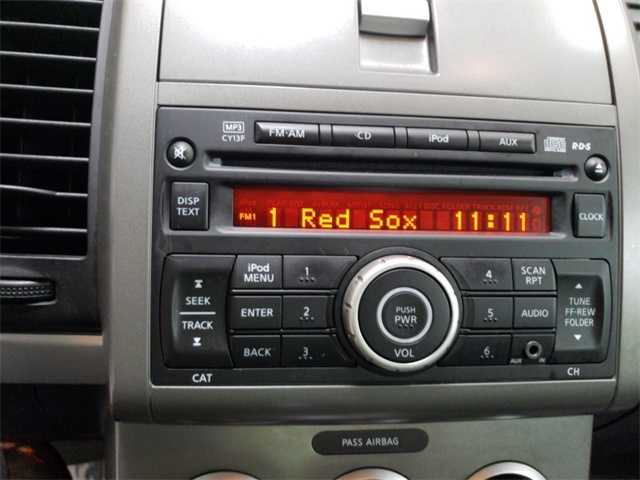 MP3
CY13P
FM·AM
CD
iPod
AUX
RDS
DISP
TEXT
FM1 1 Red Sox 11:11
CLOCK
SEEK
TRACK
iPod
MENU
1
ENTER
2
BACK
3
PUSH
PWR
VOL
4
SCAN
RPT
5
AUDIO
6
AUX IN
TUNE
FF·REW
FOLDER
CAT
CH
PASS AIRBAG